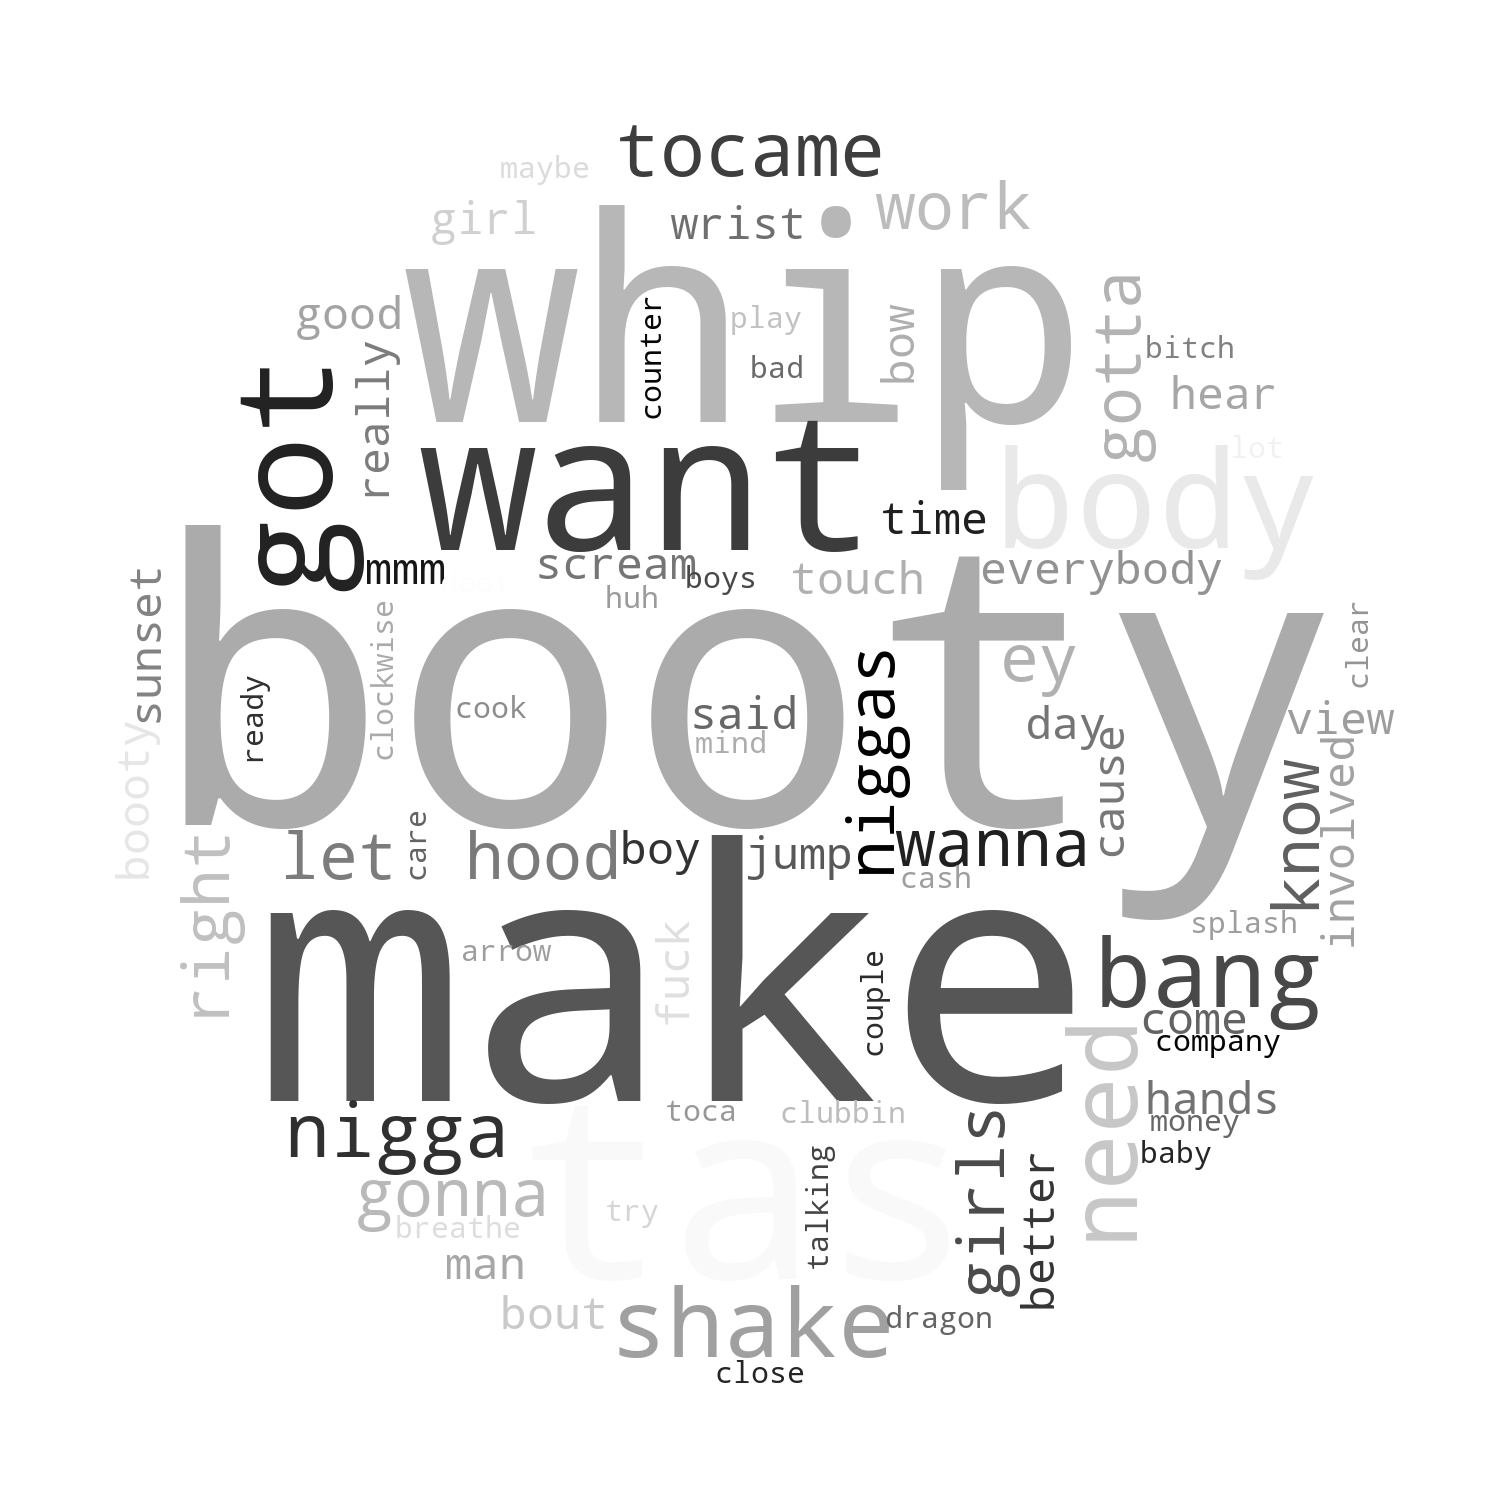 tocame
maybe
girl
wrist
work
whip
good
counter
play
bow
gotta
bitch
really
bad
hear
got
want
body
lot
time
mmm
scream
boys
touch
everybody
huh
sunset
booty
clockwise
ready
cook
said
mind
niggas
ey
day
cause
clear
view
booty
right
let
care
hood
boy
jump
wanna
cash
know
involved
splash
make
arrow
fuck
couple
bang
come
company
need
hands
money
baby
nigga
toca
clubbin
tas
girls
better
gonna
breathe
try
talking
man
bout
shake
dragon
close